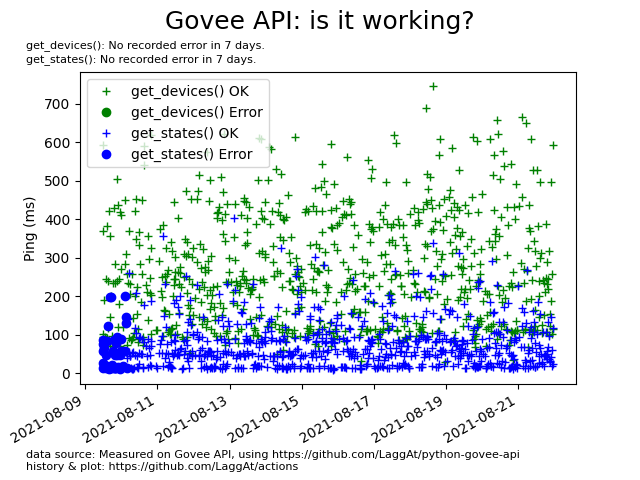 Govee API: is it working?
get_devices(): No recorded error in 7 days.
get_states(): No recorded error in 7 days.
get_devices() OK
get_devices() Error
get_states() OK
get_states() Error
Ping (ms)
700
600
500
400
300
200
100
0
2021-08-09
2021-08-11
2021-08-13
2021-08-15
2021-08-17
2021-08-19
2021-08-21
data source: Measured on Govee API, using https://github.com/LaggAt/python-govee-api
history & plot: https://github.com/LaggAt/actions